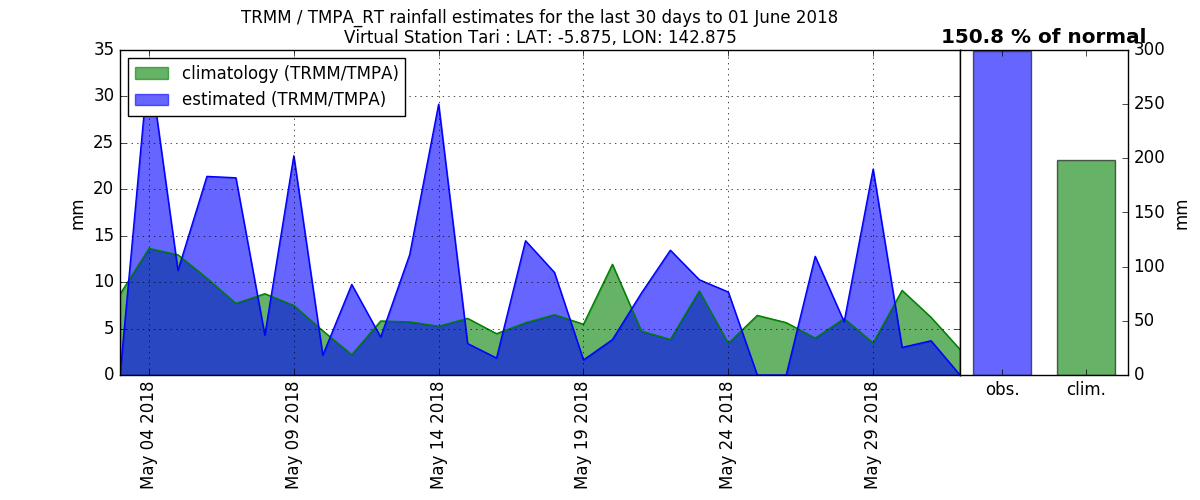 TRMM / TMPA_RT rainfall estimates for the last 30 days to 01 June 2018
Virtual Station Tari : LAT: -5.875, LON: 142.875
150.8 % of normal
climatology (TRMM/TMPA)
estimated (TRMM/TMPA)
mm
35
30
25
20
15
10
5
0
May 04 2018
May 09 2018
May 14 2018
May 19 2018
May 24 2018
May 29 2018
obs.
clim.
300
250
200
150
100
50
0
mm